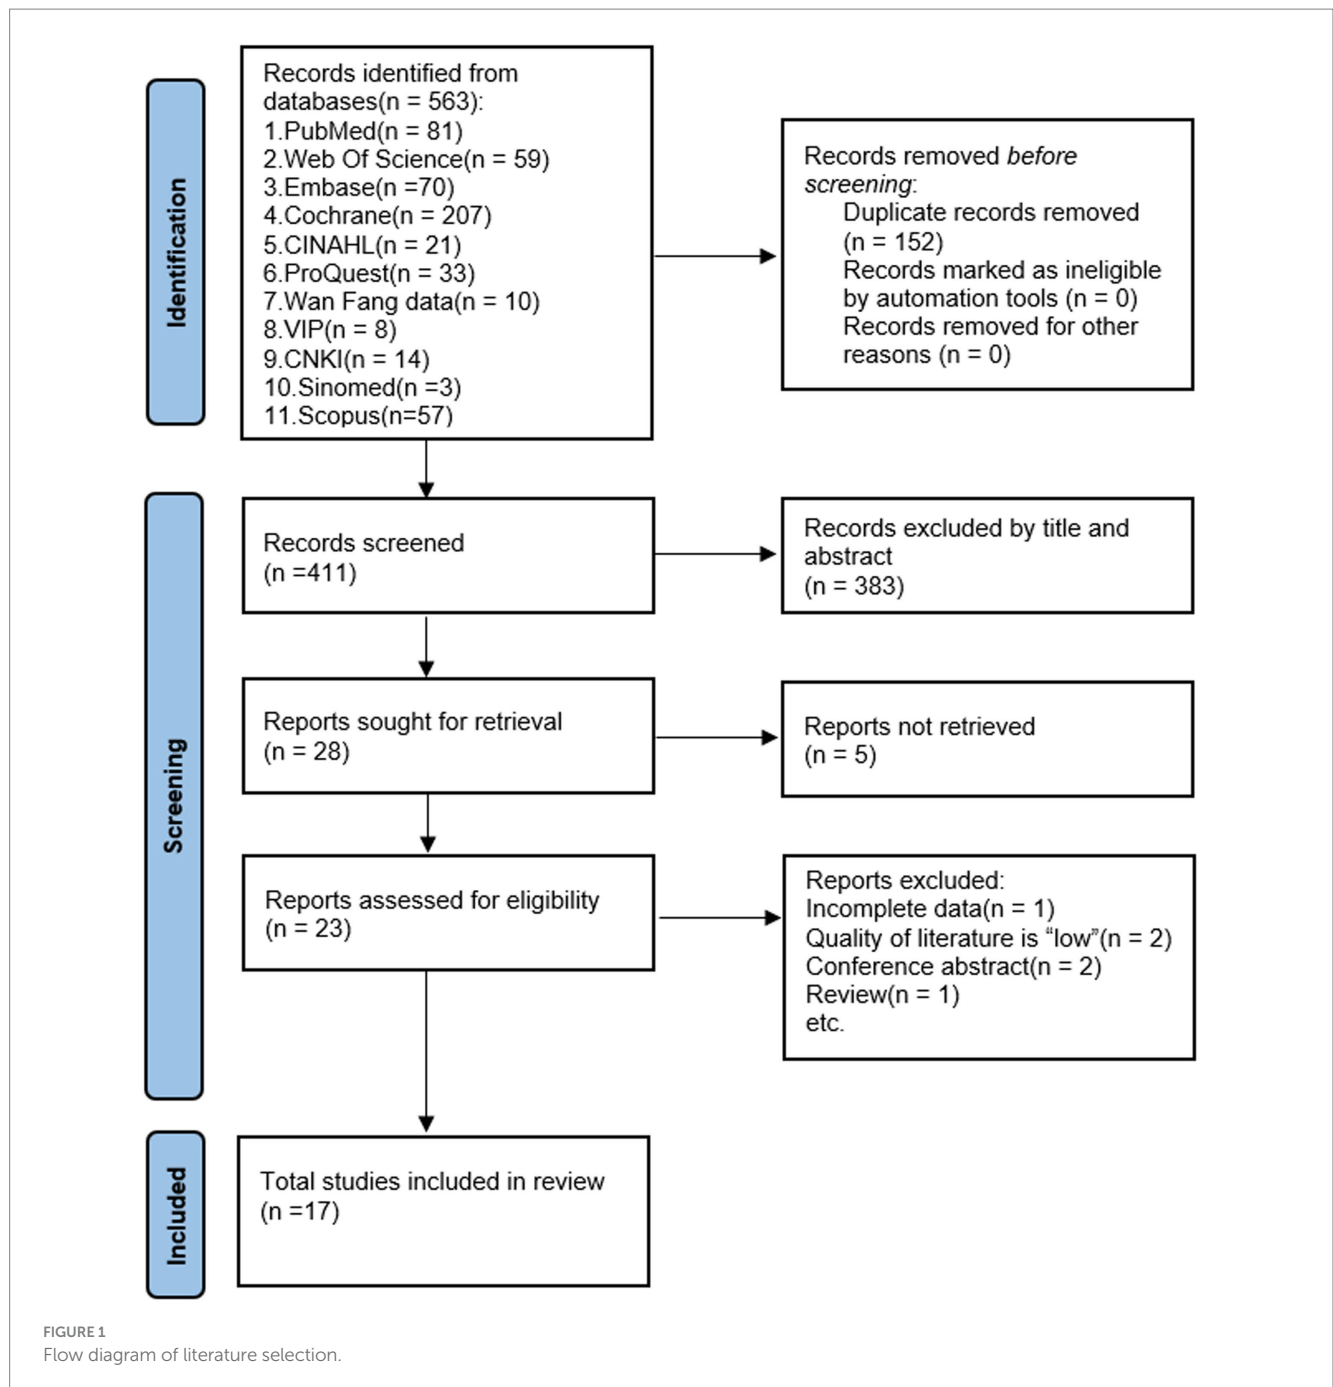 Identification
Records identified from
databases(n = 563):
1.PubMed(n = 81)
2.Web Of Science(n = 59)
3.Embase(n =70)
4.Cochrane(n = 207)
5.CINAHL(n = 21)
6.ProQuest(n = 33)
7.Wan Fang data(n = 10)
8.VIP(n = 8)
9.CNKI(n = 14)
10.Sinomed(n =3)
11.Scopus(n=57)
Records removed before
screening:
Duplicate records removed
(n = 152)
Records marked as ineligible
by automation tools (n = 0)
Records removed for other
reasons (n = 0)
Screening
Records screened
(n =411)
Records excluded by title and
abstract
(n = 383)
Reports sought for retrieval
(n = 28)
Reports not retrieved
(n = 5)
Reports assessed for eligibility
(n = 23)
Reports excluded:
Incomplete data(n = 1)
Quality of literature is “low”(n = 2)
Conference abstract(n = 2)
Review(n = 1)
etc.
Included
Total studies included in review
(n =17)
FIGURE 1
Flow diagram of literature selection.